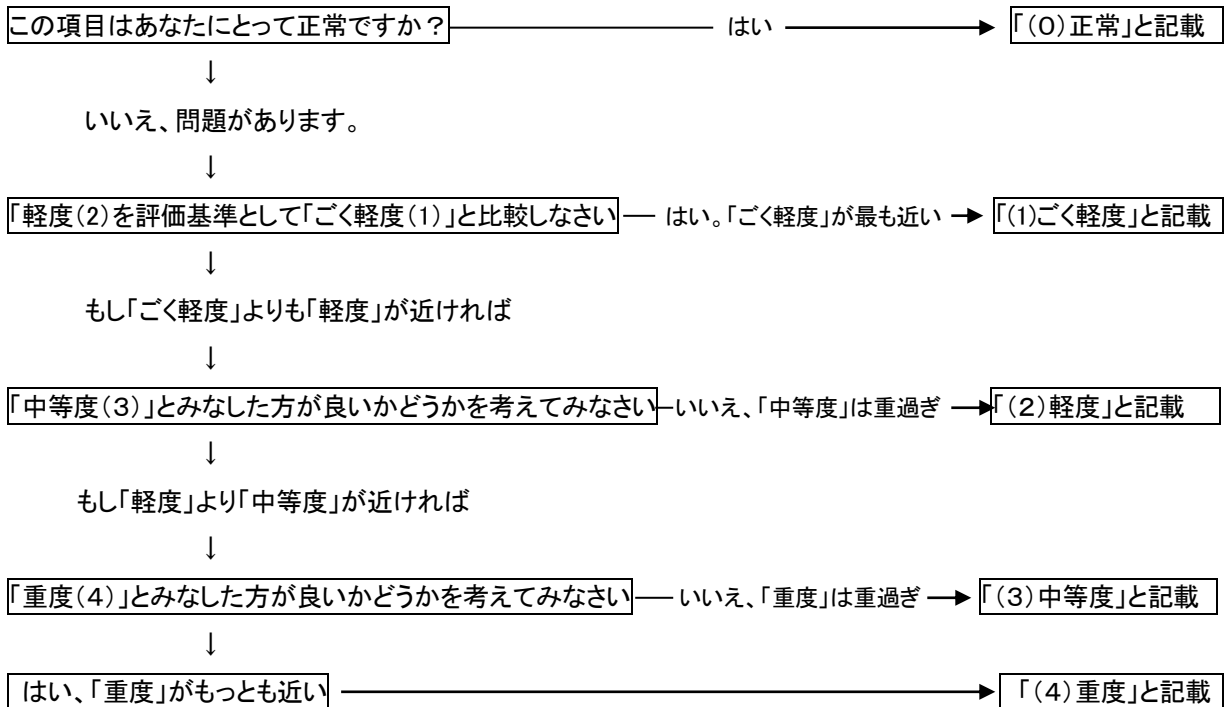 この項目はあなたにとって正常ですか？ はい 「(０)正常」と記載
↓
いいえ、問題があります。
↓
「軽度(2)を評価基準として「ごく軽度(1)」と比較しなさい はい。「ごく軽度」が最も近い 「(1)ごく軽度」と記載
↓
もし「ごく軽度」よりも「軽度」が近ければ
↓
「中等度(３)」とみなした方が良いかどうかを考えてみなさい いいえ、「中等度」は重過ぎ 「(２)軽度」と記載
↓
もし「軽度」より「中等度」が近ければ
↓
「重度(４)」とみなした方が良いかどうかを考えてみなさい いいえ、「重度」は重過ぎ 「(３)中等度」と記載
↓
はい、「重度」がもっとも近い 「(４)重度」と記載